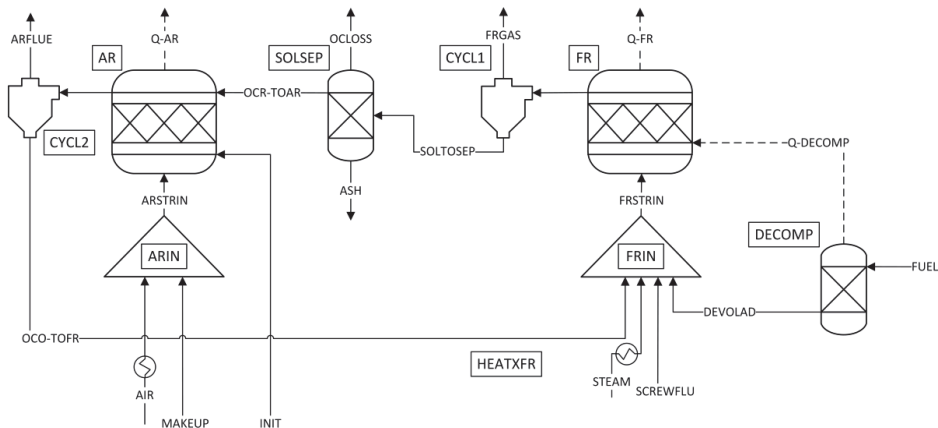 ARFLUE
Q-AR
OCLOSS
FRGAS
Q-FR
AR
SOLSEP
CYCL1
FR
OCR-TOAR
CYCL2
SOLTOSEP
Q-DECOMP
ASH
ARSTRIN
FRSTRIN
DECOMP
ARIN
FRIN
FUEL
DEVOLAD
OCO-TOFR
HEATXFR
STEAM
AIR
SCREWFLU
MAKEUP
INIT